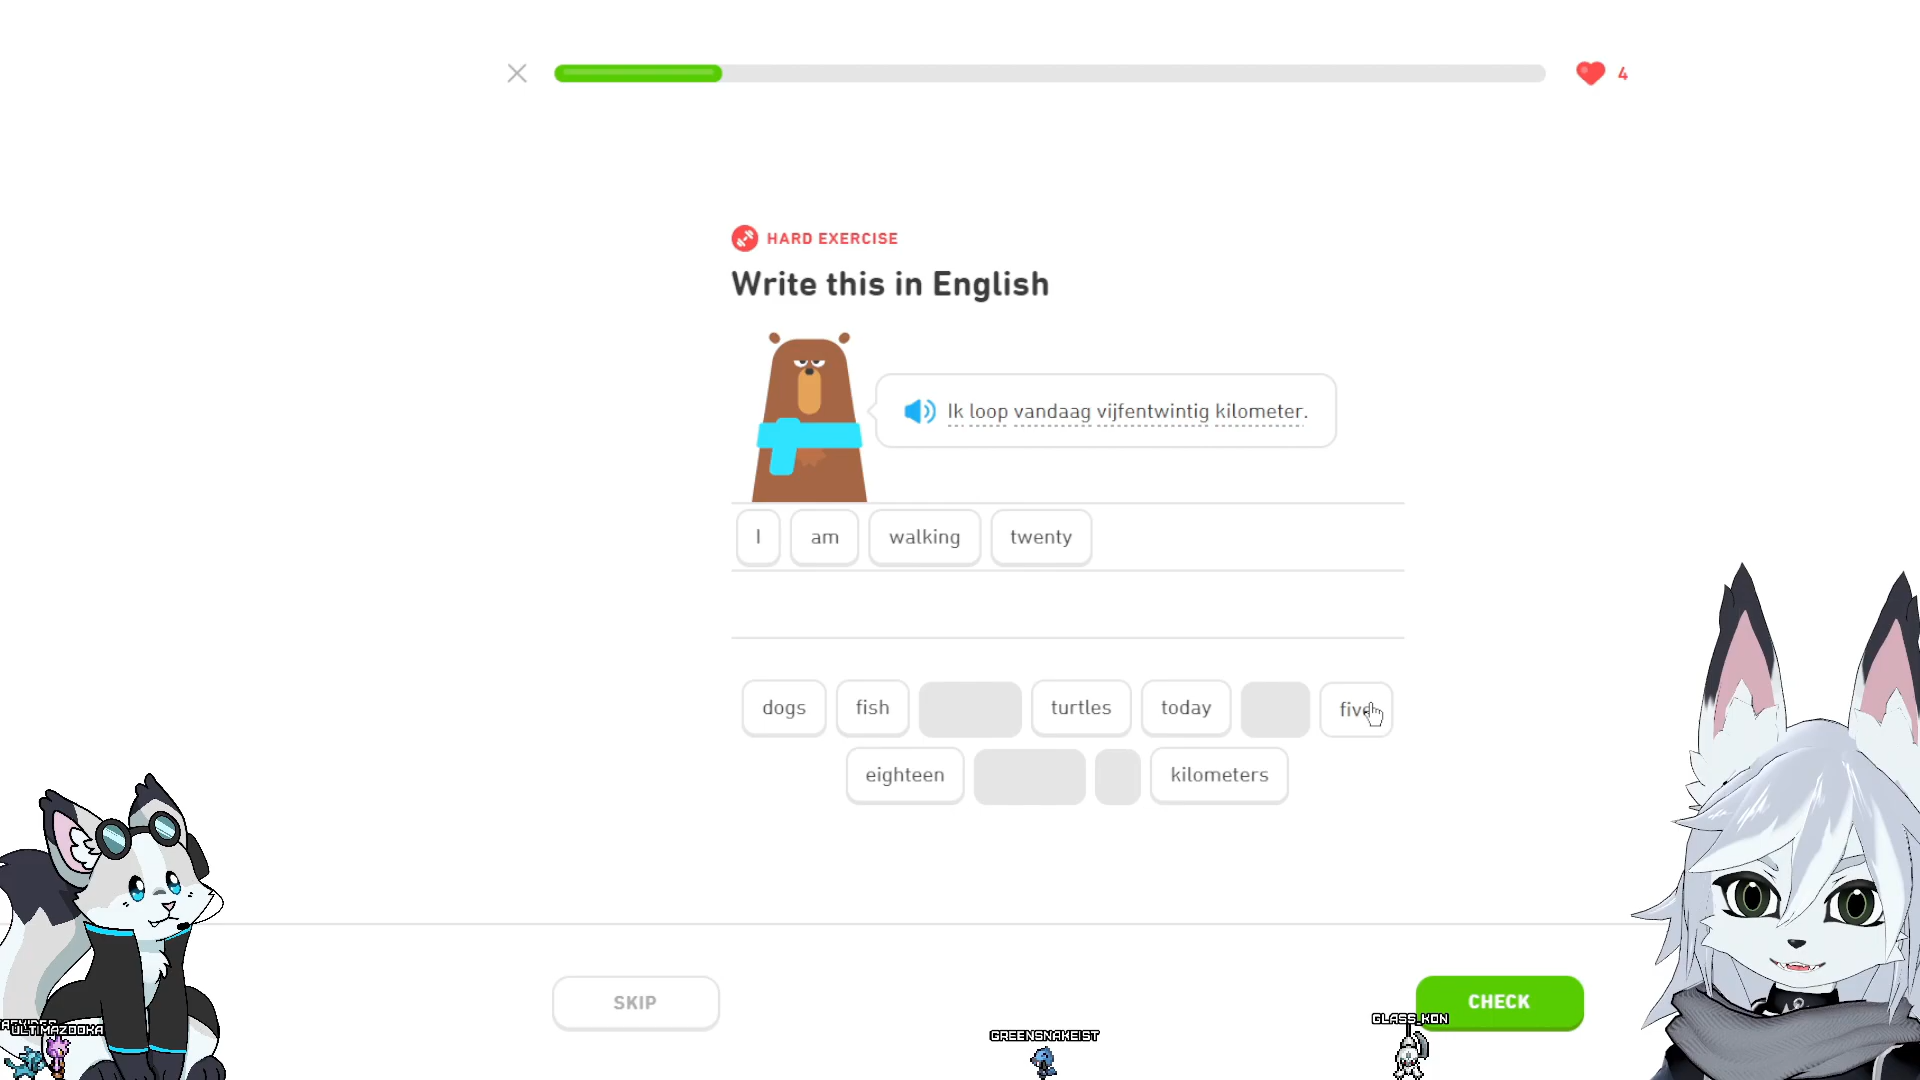 4
HARD EXERCISE
Write this in English
Ik loop vandaag vijfentwintig kilometer.
I am walking twenty
dogs fish turtles today five
eighteen kilometers
SKIP
CHECK
GLASS_KON
ULTIMAZOOKA
GREENSNAKEIST